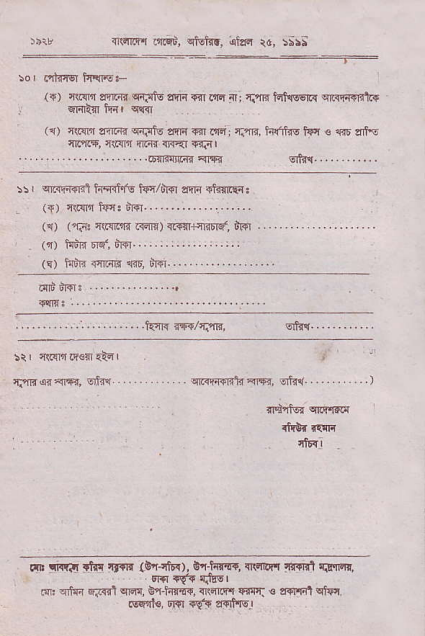 ১৯২৮ বাংলাদেশ গেজেট, অতিরিক্ত, এপ্রিল ২৫, ১৯৯৯
১০। পৌরসভা সিদ্ধান্তঃ—
(ক) সংযোগ প্রদানের অনুমতি প্রদান করা গেল না; সুপার লিখিতভাবে আবেদনকারীকে
জানাইয়া দিন। অথবা
(খ) সংযোগ প্রদানের অনুমতি প্রদান করা গেল; সুপার, নির্ধারিত ফিস ও খরচ প্রাপ্তি
সাপেক্ষে, সংযোগ দানের ব্যবস্থা করুন।
....................চেয়ারম্যানের স্বাক্ষর তারিখ............
১১। আবেদনকারী নিম্নবর্ণিত ফিস/টাকা প্রদান করিয়াছেনঃ
(ক) সংযোগ ফিসঃ টাকা....................
(খ) (পুনঃ সংযোগের বেলায়) বকেয়া+সারচার্জ, টাকা ..................
(গ) মিটার চার্জ, টাকা.................
(ঘ) মিটার বসানোর খরচ, টাকা.................
মোট টাকাঃ ................
কথায়ঃ ..............................
....................হিসাব রক্ষক/সুপার, তারিখ............
১২। সংযোগ দেওয়া হইল।
সুপার এর স্বাক্ষর, তারিখ............ আবেদনকারীর স্বাক্ষর, তারিখ............)
রাষ্ট্রপতির আদেশক্রমে
বদিউর রহমান
সচিব।
মোঃ আবদুল করিম সরকার (উপ-সচিব), উপ-নিয়ন্ত্রক, বাংলাদেশ সরকারী মুদ্রণালয়,
ঢাকা কর্তৃক মুদ্রিত।
মোঃ আমিন জুবেরী আলম, উপ-নিয়ন্ত্রক, বাংলাদেশ ফরমস্ ও প্রকাশনী অফিস,
তেজগাঁও, ঢাকা কর্তৃক প্রকাশিত।